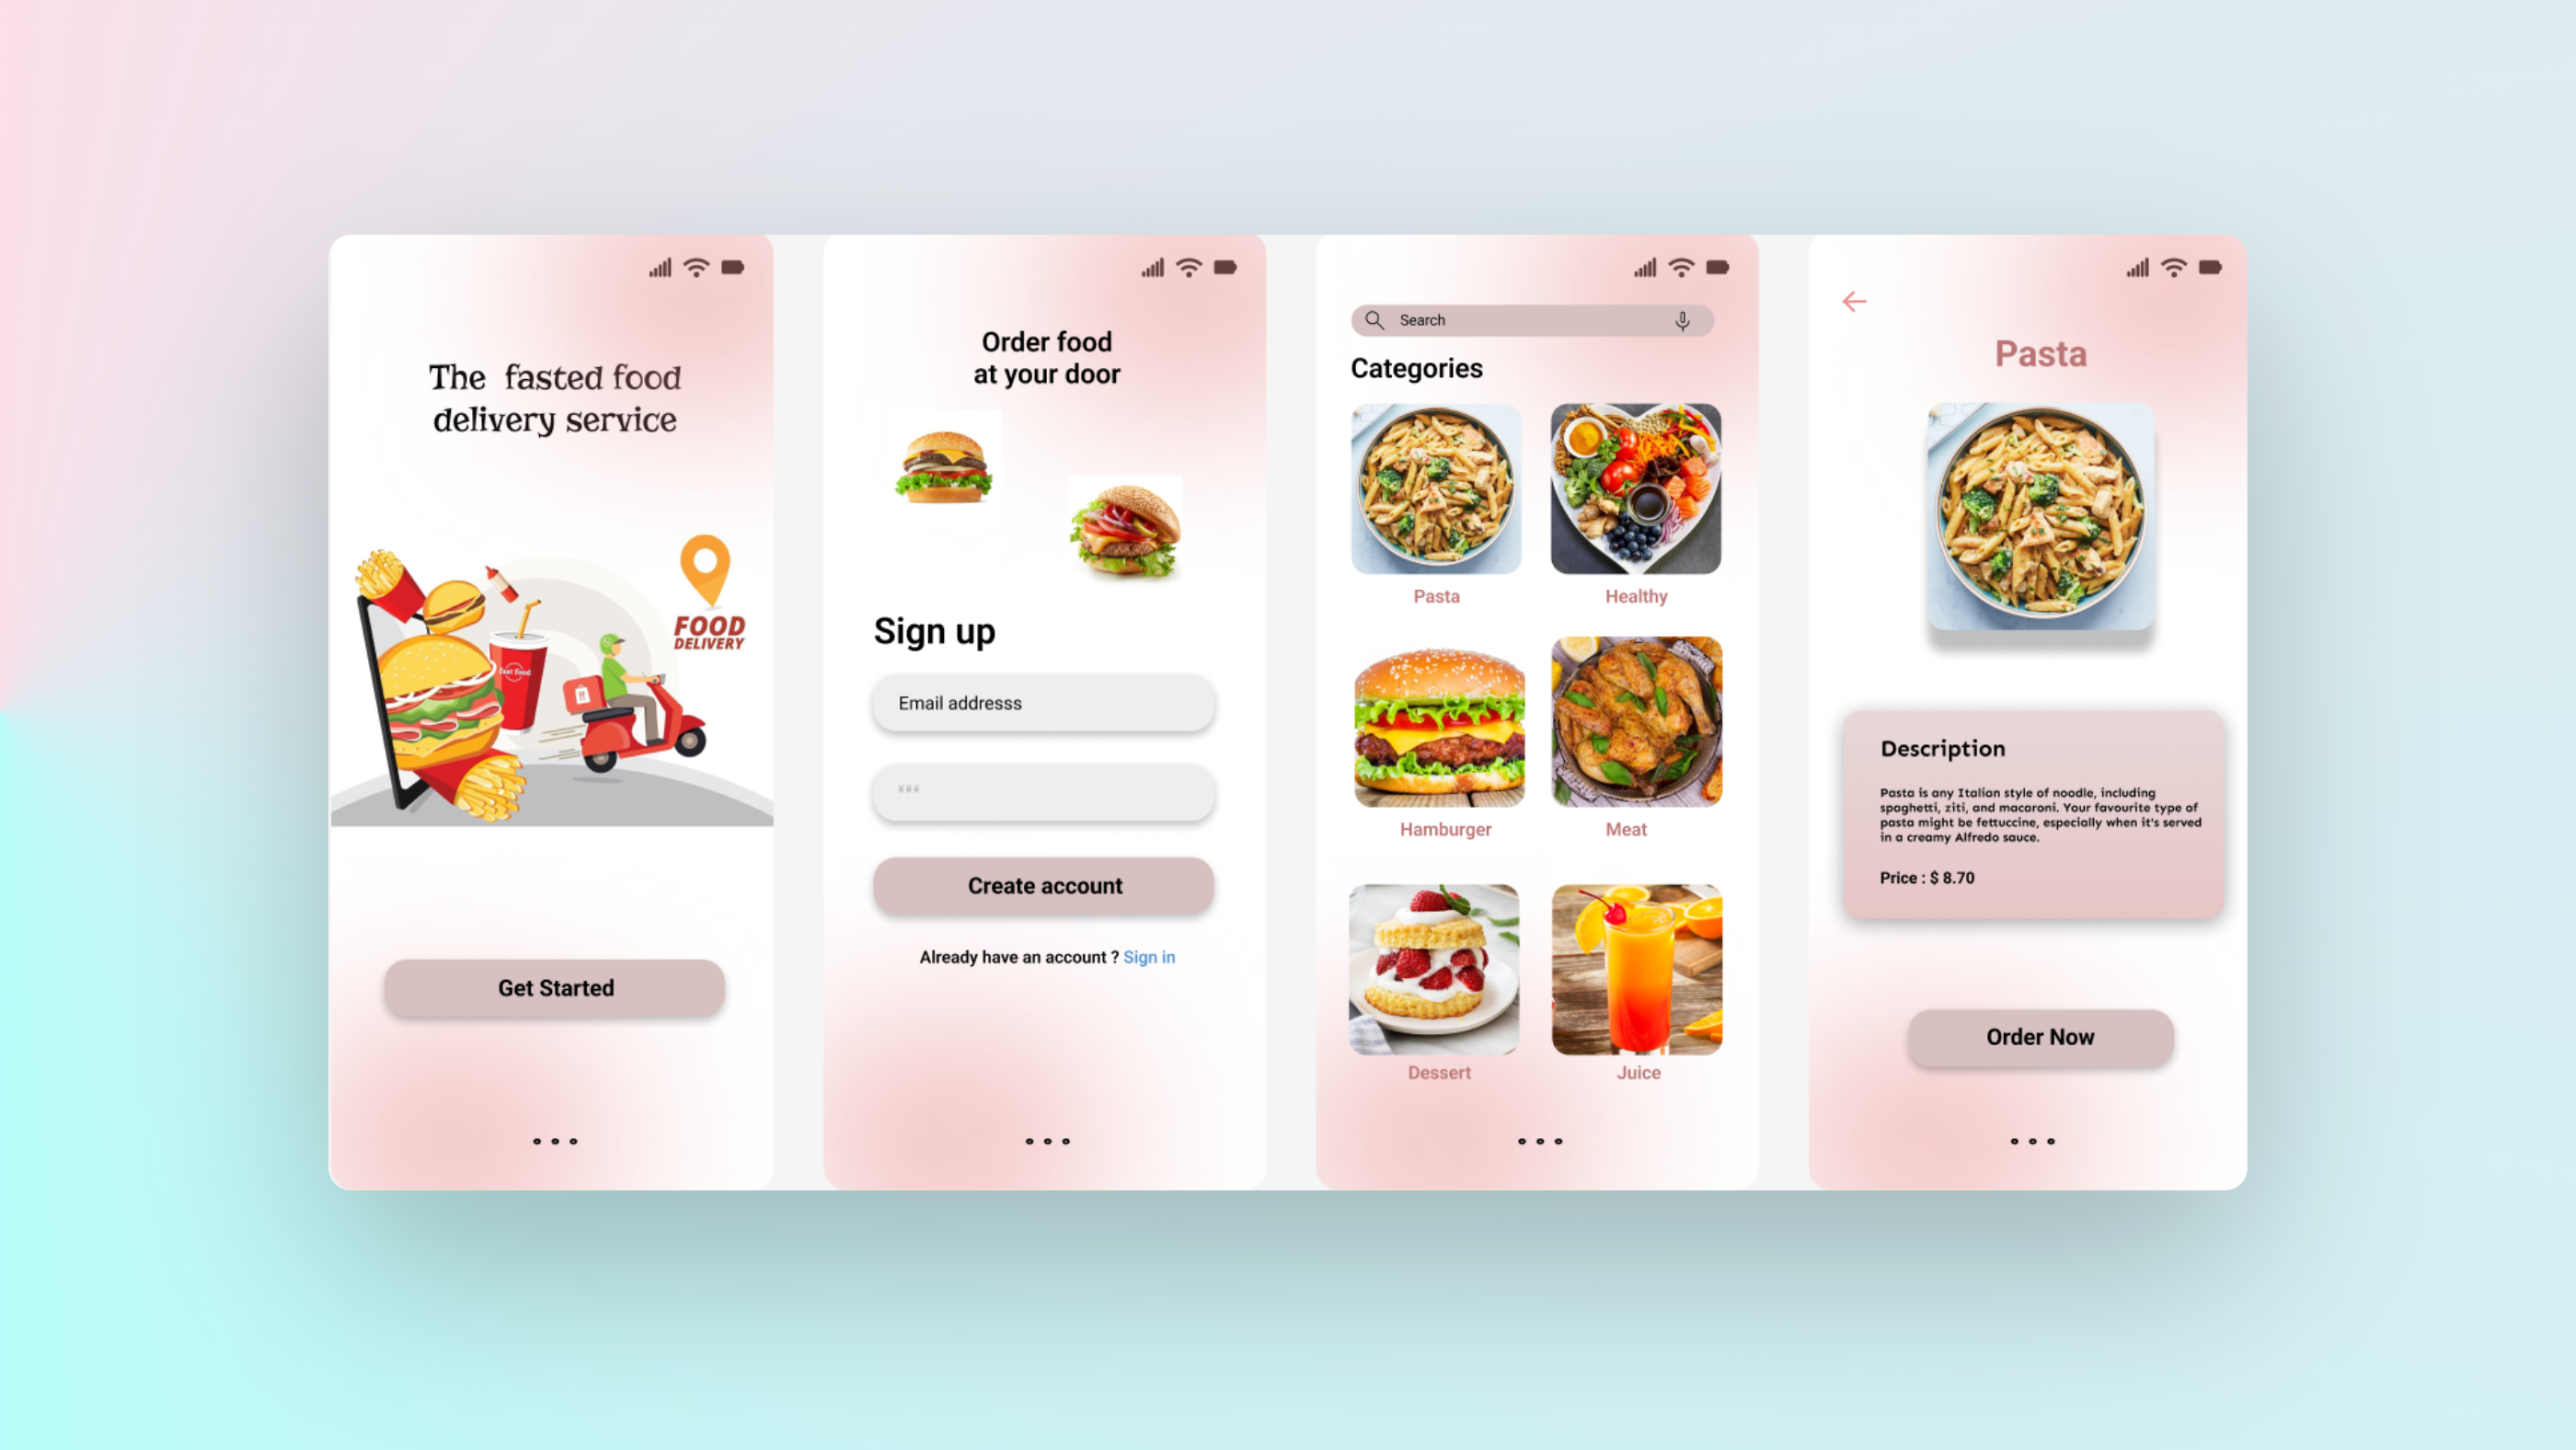 The fasted food
delivery service
FOOD
DELIVERY
fast food
Get Started
Order food
at your door
Sign up
Email addresss
***
Create account
Already have an account ? Sign in
Search
Categories
Pasta
Healthy
Hamburger
Meat
Dessert
Juice
Pasta
Description
Pasta is any Italian style of noodle, including
spaghetti, ziti, and macaroni. Your favourite type of
pasta might be fettuccine, especially when it's served
in a creamy Alfredo sauce.
Price : $ 8.70
Order Now